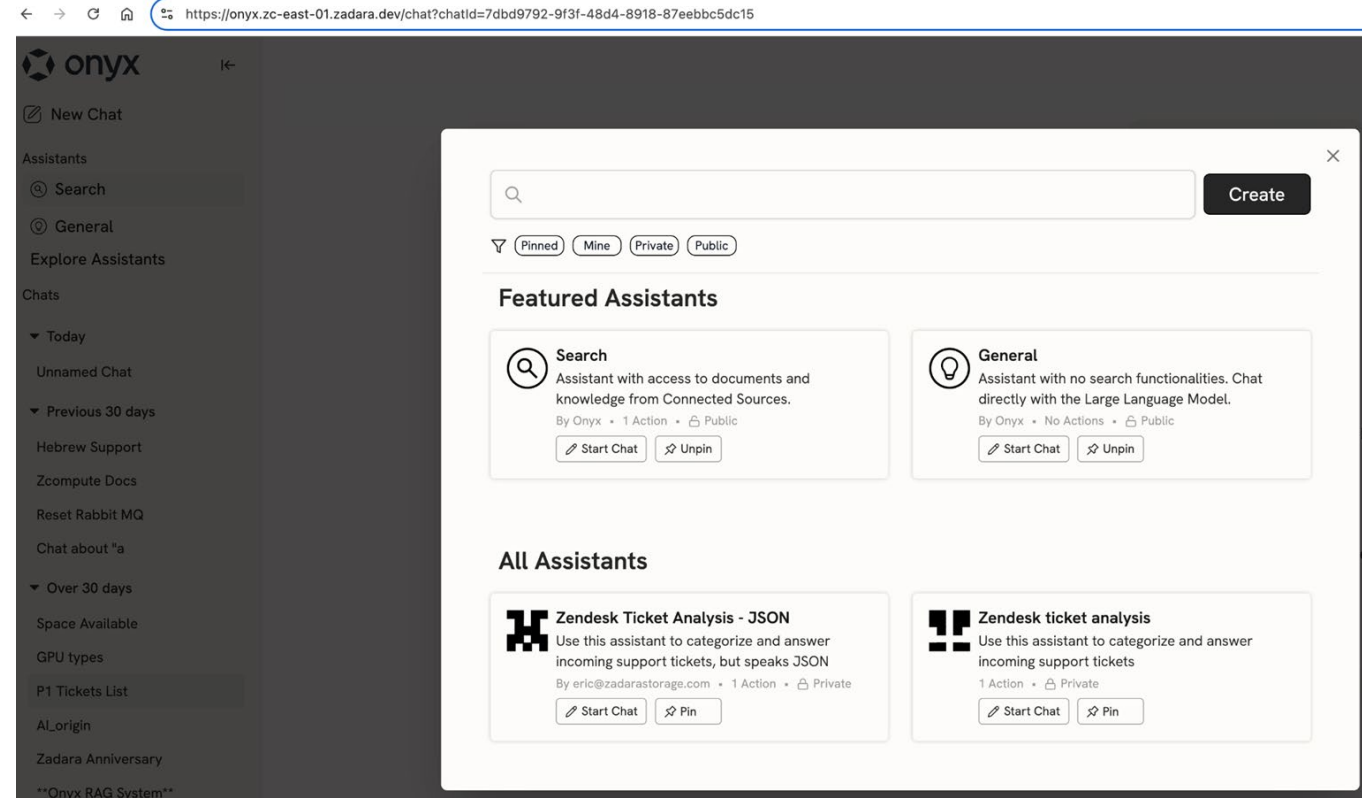 https://onyx.zc-east-01.zadara.dev/chat?chatId=7dbd9792-9f3f-48d4-8918-87eebbc5dc15
onyx
New Chat
Assistants
Search
General
Explore Assistants
Chats
Today
Unnamed Chat
Previous 30 days
Hebrew Support
Zcompute Docs
Reset Rabbit MQ
Chat about "a
Over 30 days
Space Available
GPU types
P1 Tickets List
AI_origin
Zadara Anniversary
**Onyx RAG System**
Create
Pinned Mine Private Public
Featured Assistants
Search
Assistant with access to documents and
knowledge from Connected Sources.
By Onyx • 1 Action • Public
Start Chat Unpin
General
Assistant with no search functionalities. Chat
directly with the Large Language Model.
By Onyx • No Actions • Public
Start Chat Unpin
All Assistants
Zendesk Ticket Analysis - JSON
Use this assistant to categorize and answer
incoming support tickets, but speaks JSON
By eric@zadarastorage.com • 1 Action • Private
Start Chat Pin
Zendesk ticket analysis
Use this assistant to categorize and answer
incoming support tickets
1 Action • Private
Start Chat Pin